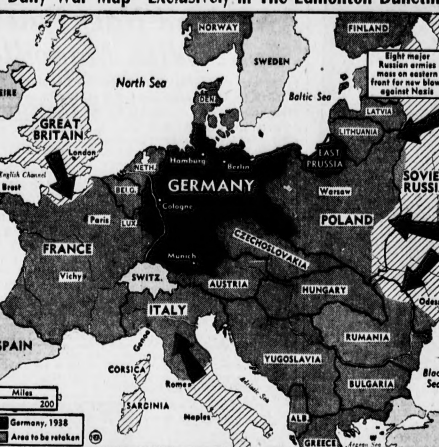 Daily War Map Exclusively in The Edmonton Bulletin
NORWAY
FINLAND
SWEDEN
Eight major
Russian armies
mass on eastern
front for new blow
against Nazis
North Sea
Baltic Sea
EIRE
DEN.
LATVIA
LITHUANIA
GREAT
BRITAIN
London
EAST
PRUSSIA
Hamburg
Berlin
NETH.
SOVIET
RUSSIA
English Channel
Brest
BELG.
GERMANY
Warsaw
Cologne
POLAND
Paris
LUX.
FRANCE
CZECHOSLOVAKIA
Munich
Vichy
SWITZ.
AUSTRIA
HUNGARY
Odessa
ITALY
RUMANIA
SPAIN
Genoa
YUGOSLAVIA
CORSICA
Black
Sea
Miles
200
Rome
Adriatic Sea
BULGARIA
SARDINIA
Naples
ALB.
Germany, 1938
Area to be retaken
GREECE
Aegean Sea